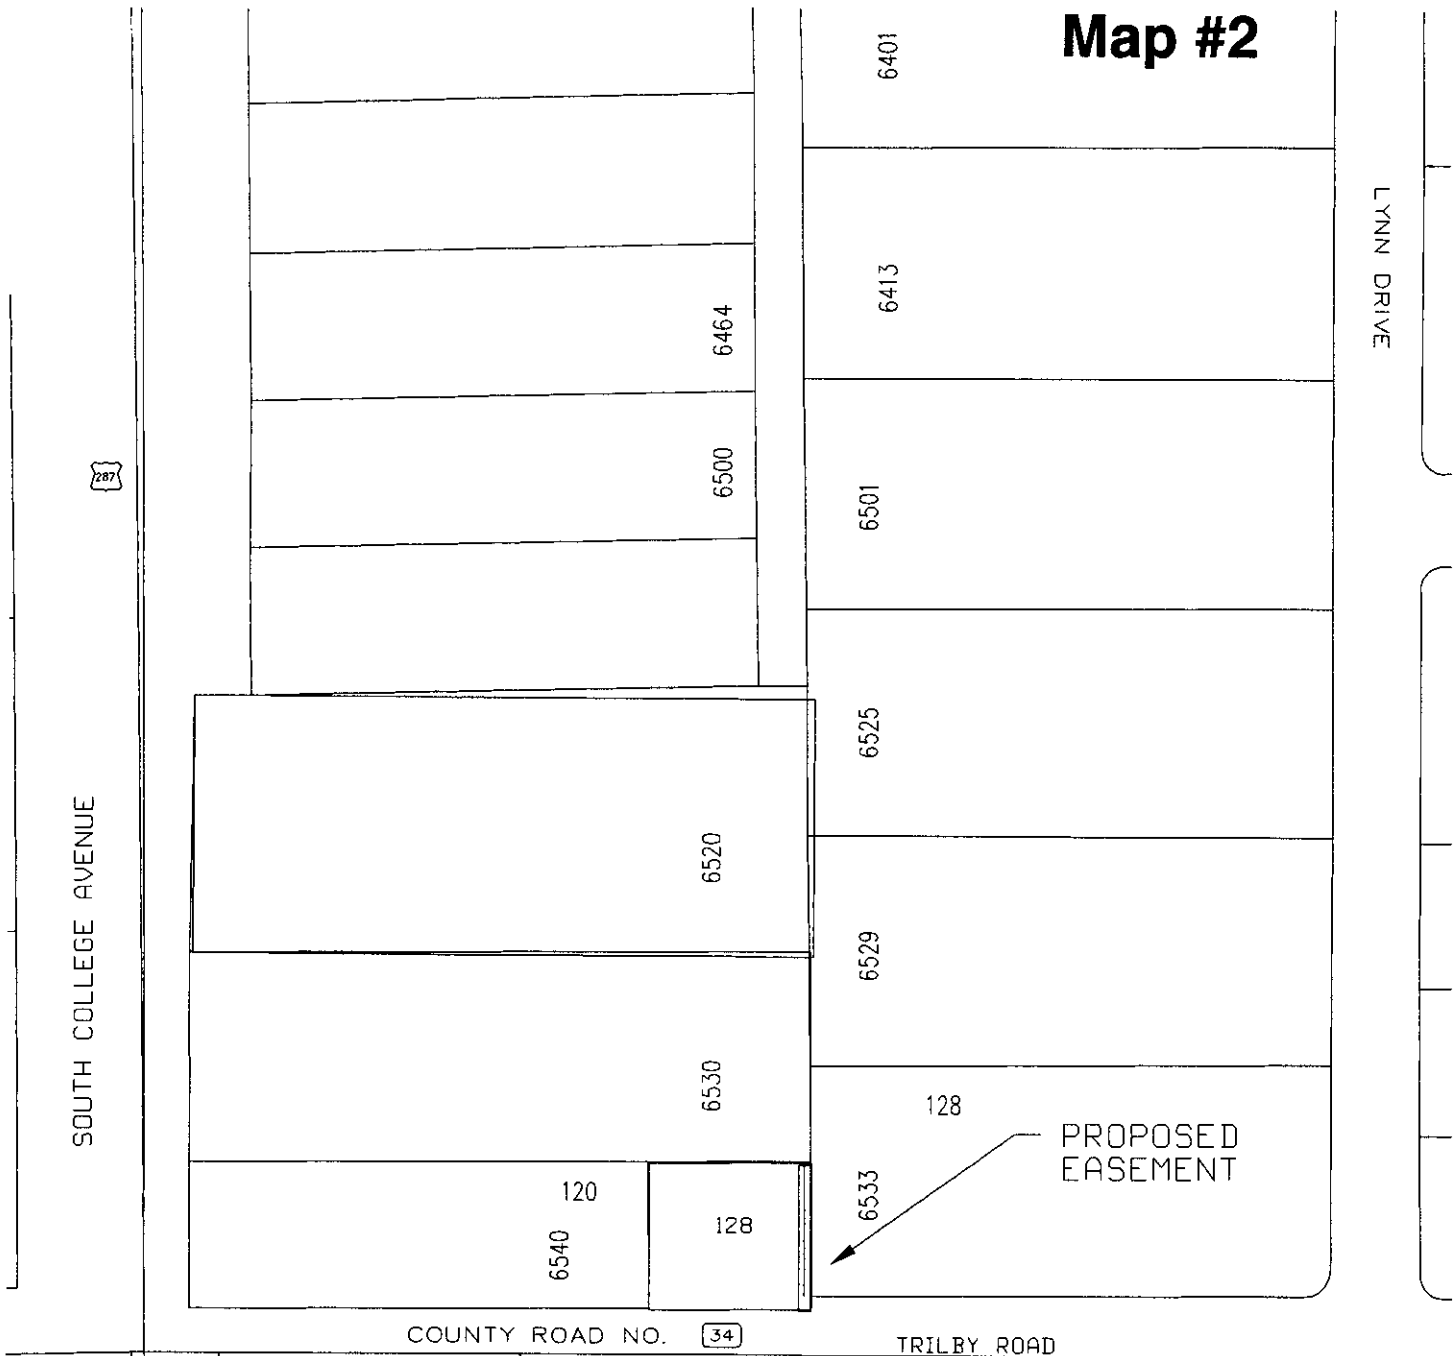 Map #2
6401
LYNN DRIVE
6413
6464
287
6500
6501
6525
SOUTH COLLEGE AVENUE
6520
6529
6530
128
PROPOSED
EASEMENT
120
6533
128
6540
COUNTY ROAD NO. 34
TRILBY ROAD